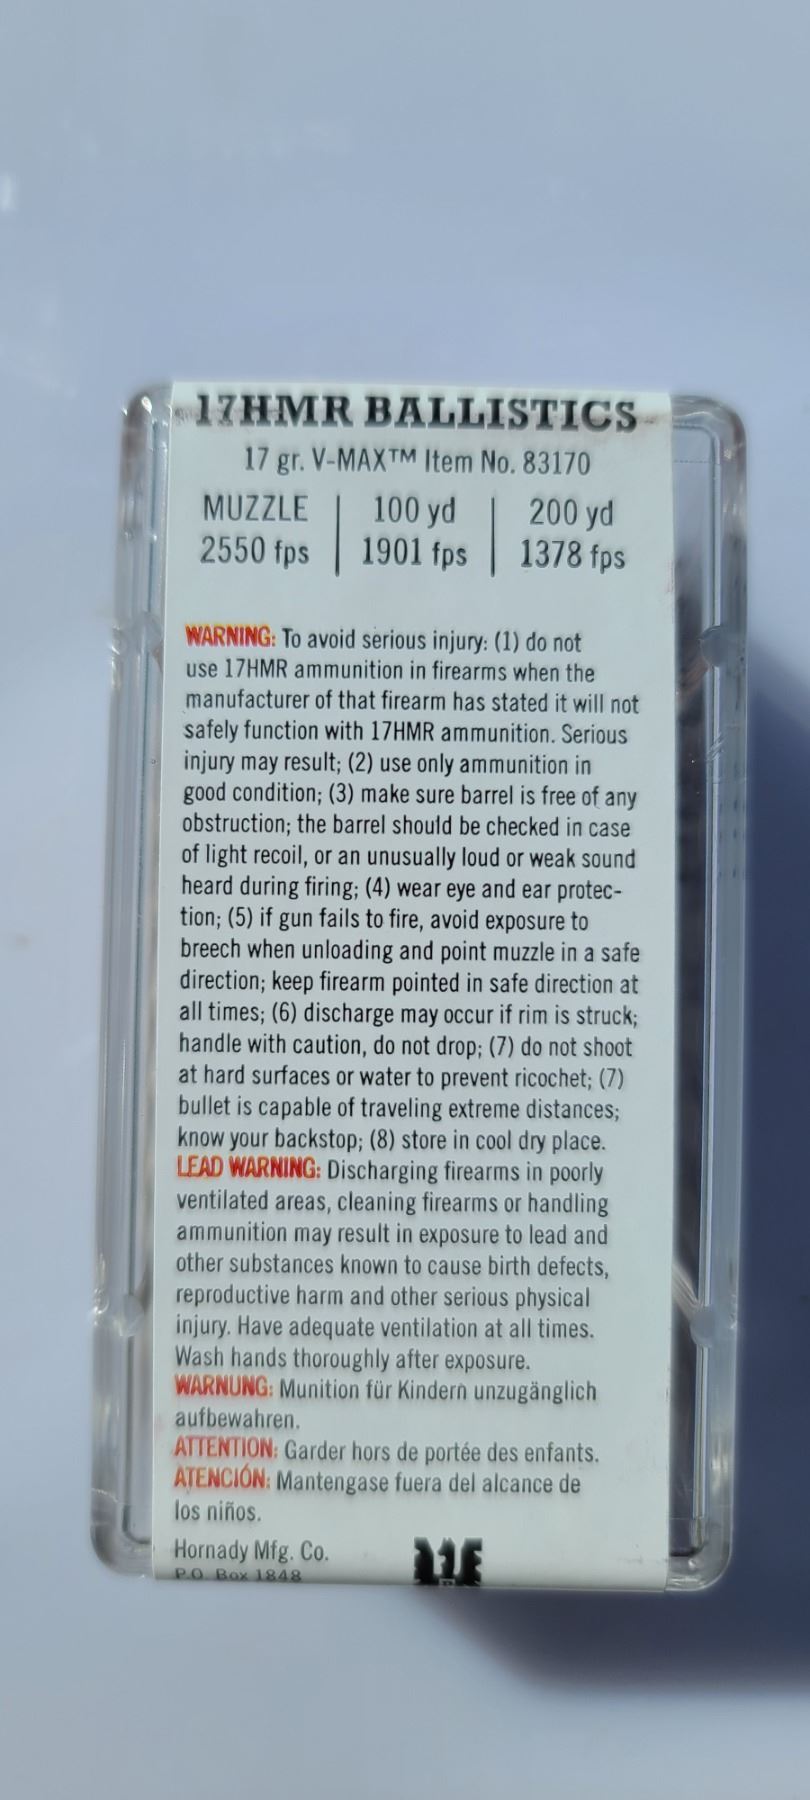 17HMR BALLISTICS
17 gr. V-MAX™ Item No. 83170
MUZZLE | 100 yd | 200 yd
2550 fps | 1901 fps | 1378 fps
WARNING: To avoid serious injury: (1) do not
use 17HMR ammunition in firearms when the
manufacturer of that firearm has stated it will not
safely function with 17HMR ammunition. Serious
injury may result; (2) use only ammunition in
good condition; (3) make sure barrel is free of any
obstruction; the barrel should be checked in case
of light recoil, or an unusually loud or weak sound
heard during firing; (4) wear eye and ear protec-
tion; (5) if gun fails to fire, avoid exposure to
breech when unloading and point muzzle in a safe
direction; keep firearm pointed in safe direction at
all times; (6) discharge may occur if rim is struck;
handle with caution, do not drop; (7) do not shoot
at hard surfaces or water to prevent ricochet; (7)
bullet is capable of traveling extreme distances;
know your backstop; (8) store in cool dry place.
LEAD WARNING: Discharging firearms in poorly
ventilated areas, cleaning firearms or handling
ammunition may result in exposure to lead and
other substances known to cause birth defects,
reproductive harm and other serious physical
injury. Have adequate ventilation at all times.
Wash hands thoroughly after exposure.
WARNUNG: Munition für Kindern unzugänglich
aufbewahren.
ATTENTION: Garder hors de portée des enfants.
ATENCIÓN: Mantengase fuera del alcance de
los niños.
Hornady Mfg. Co.
P.O. Box 1848